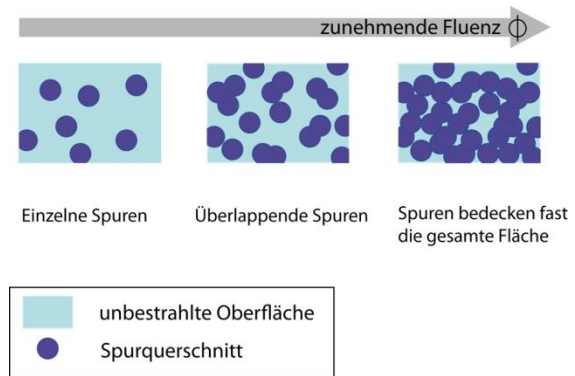 zunehmende Fluenz ϕ
Einzelne Spuren
Überlappende Spuren
Spuren bedecken fast
die gesamte Fläche
unbestrahlte Oberfläche
Spurquerschnitt